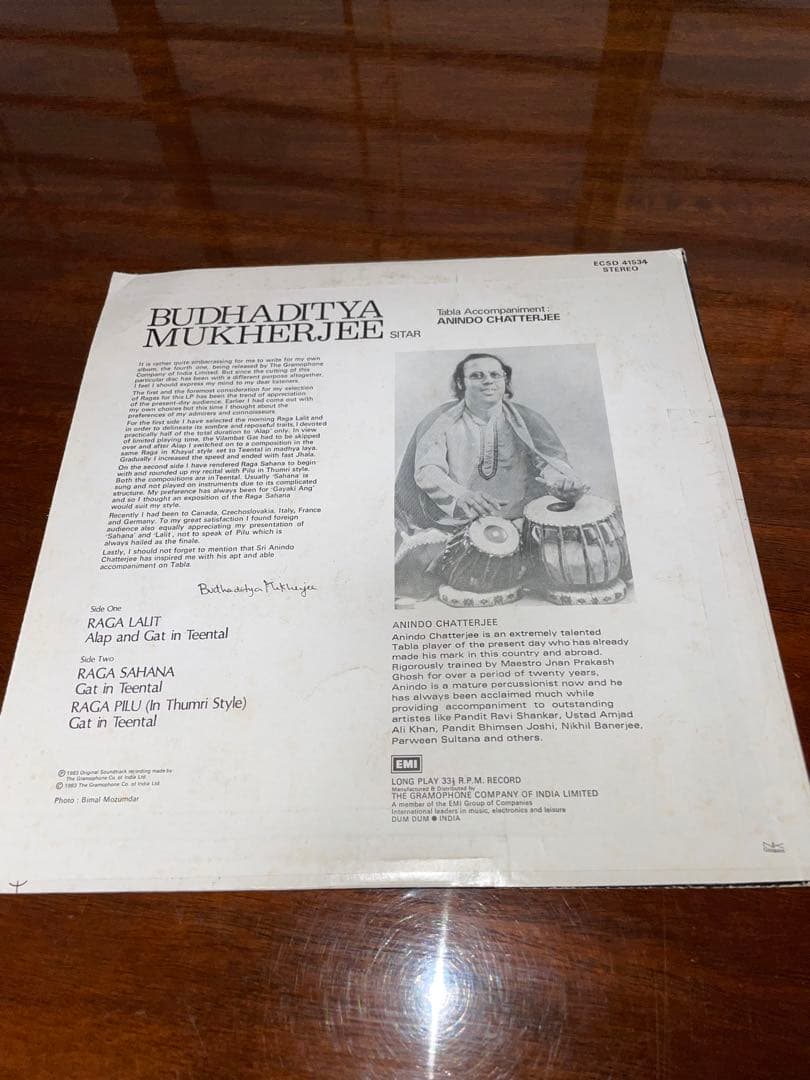 ECSD 41534
STEREO
BUDHADITYA
MUKHERJEE SITAR
Tabla Accompaniment:
ANINDO CHATTERJEE
It is rather quite embarrassing for me to write for my own
album, the fourth one, being released by The Gramophone
Company of India Limited. But since the cutting of this
particular disc has been with a different purpose altogether,
I feel I should express my mind to my dear listeners.
The first and the foremost consideration for my selection
of Ragas for this LP has been the trend of appreciation
of the present-day audience. Earlier I had come out with
my own choices but this time I thought about the
preferences of my admirers and connoisseurs.
For the first side I have selected the morning Raga Lalit and
in order to delineate its sombre and reposeful traits, I devoted
practically half of the total duration to 'Alap' only. In view
of limited playing time, the Vilambat Gat had to be skipped
over and after Alap I switched on to a composition in the
same Raga in Khayal style set to Teental in madhya laya.
Gradually I increased the speed and ended with fast Jhala.
On the second side I have rendered Raga Sahana to begin
with and rounded up my recital with Pilu in Thumri style.
Both the compositions are in Teental. Usually 'Sahana' is
sung and not played on instruments due to its complicated
structure. My preference has always been for 'Gayaki Ang'
and so I thought an exposition of the Raga Sahana
would suit my style.
Recently I had been to Canada, Czechoslovakia, Italy, France
and Germany. To my great satisfaction I found foreign
audience also equally appreciating my presentation of
'Sahana' and 'Lalit', not to speak of Pilu which is
always hailed as the finale.
Lastly, I should not forget to mention that Sri Anindo
Chatterjee has inspired me with his apt and able
accompaniment on Tabla.
Budhaditya Mukherjee
Side One
RAGA LALIT
Alap and Gat in Teental
Side Two
RAGA SAHANA
Gat in Teental
RAGA PILU (In Thumri Style)
Gat in Teental
℗ 1983 Original Soundtrack recording made by
The Gramophone Co. of India Ltd.
© 1983 The Gramophone Co. of India Ltd.
Photo : Bimal Mozumdar
ANINDO CHATTERJEE
Anindo Chatterjee is an extremely talented
Tabla player of the present day who has already
made his mark in this country and abroad.
Rigorously trained by Maestro Jnan Prakash
Ghosh for over a period of twenty years,
Anindo is a mature percussionist now and he
has always been acclaimed much while
providing accompaniment to outstanding
artistes like Pandit Ravi Shankar, Ustad Amjad
Ali Khan, Pandit Bhimsen Joshi, Nikhil Banerjee,
Parween Sultana and others.
EMI
LONG PLAY 33⅓ R.P.M. RECORD
Manufactured & Distributed by
THE GRAMOPHONE COMPANY OF INDIA LIMITED
A member of the EMI Group of Companies
International leaders in music, electronics and leisure
DUM DUM ● INDIA